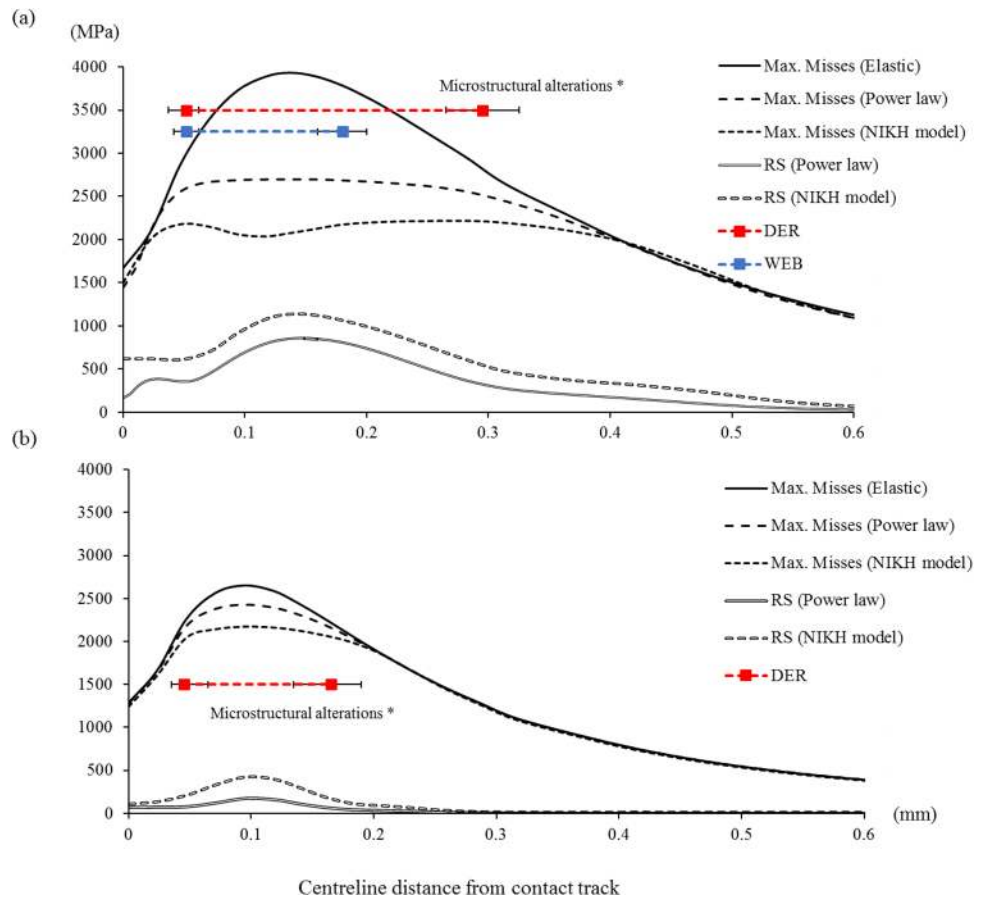 (a)
(MPa)
4000
3500
3000
2500
2000
1500
1000
500
0
0 0.1 0.2 0.3 0.4 0.5 0.6
Microstructural alterations *
Max. Misses (Elastic)
Max. Misses (Power law)
Max. Misses (NIKH model)
RS (Power law)
RS (NIKH model)
DER
WEB
(b)
4000
3500
3000
2500
2000
1500
1000
500
0
0 0.1 0.2 0.3 0.4 0.5 0.6
(mm)
Microstructural alterations *
Max. Misses (Elastic)
Max. Misses (Power law)
Max. Misses (NIKH model)
RS (Power law)
RS (NIKH model)
DER
Centreline distance from contact track